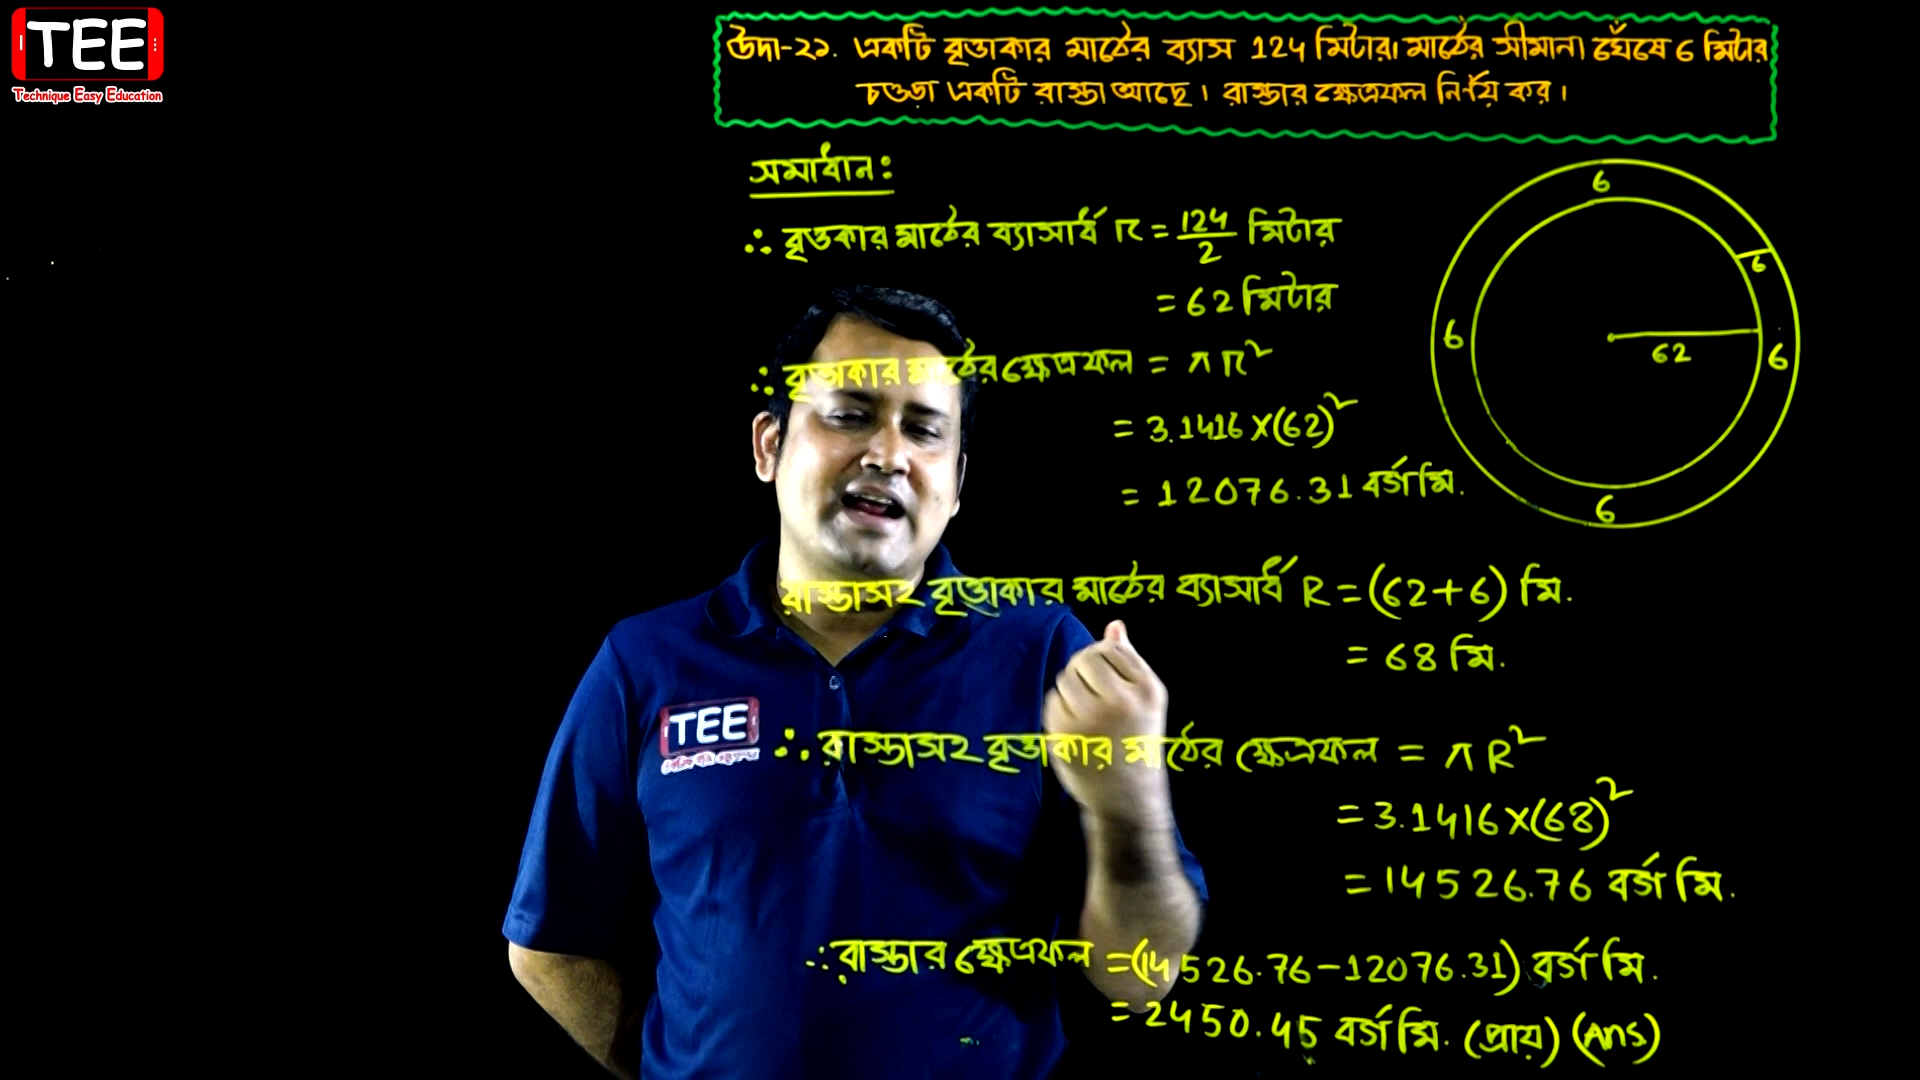 TEE
Technique Easy Education
উদা-২১. একটি বৃত্তাকার মাঠের ব্যাস 124 মিটার। মাঠের সীমানা ঘেঁষে 6 মিটার
চওড়া একটি রাস্তা আছে। রাস্তার ক্ষেত্রফল নির্ণয় কর।
সমাধান:
∴ বৃত্তকার মাঠের ব্যাসার্ধ r = 124/2 মিটার
= 62 মিটার
∴ বৃত্তাকার মাঠের ক্ষেত্রফল = πr²
= 3.1416×(62)²
= 12076.31 বর্গমি.
6
6
6
62
6
6
রাস্তাসহ বৃত্তাকার মাঠের ব্যাসার্ধ R = (62+6) মি.
= 68 মি.
TEE
∴ রাস্তাসহ বৃত্তাকার মাঠের ক্ষেত্রফল = πR²
= 3.1416×(68)²
= 14526.76 বর্গ মি.
∴ রাস্তার ক্ষেত্রফল =(14526.76-12076.31) বর্গ মি.
= 2450.45 বর্গমি. (প্রায়) (Ans)